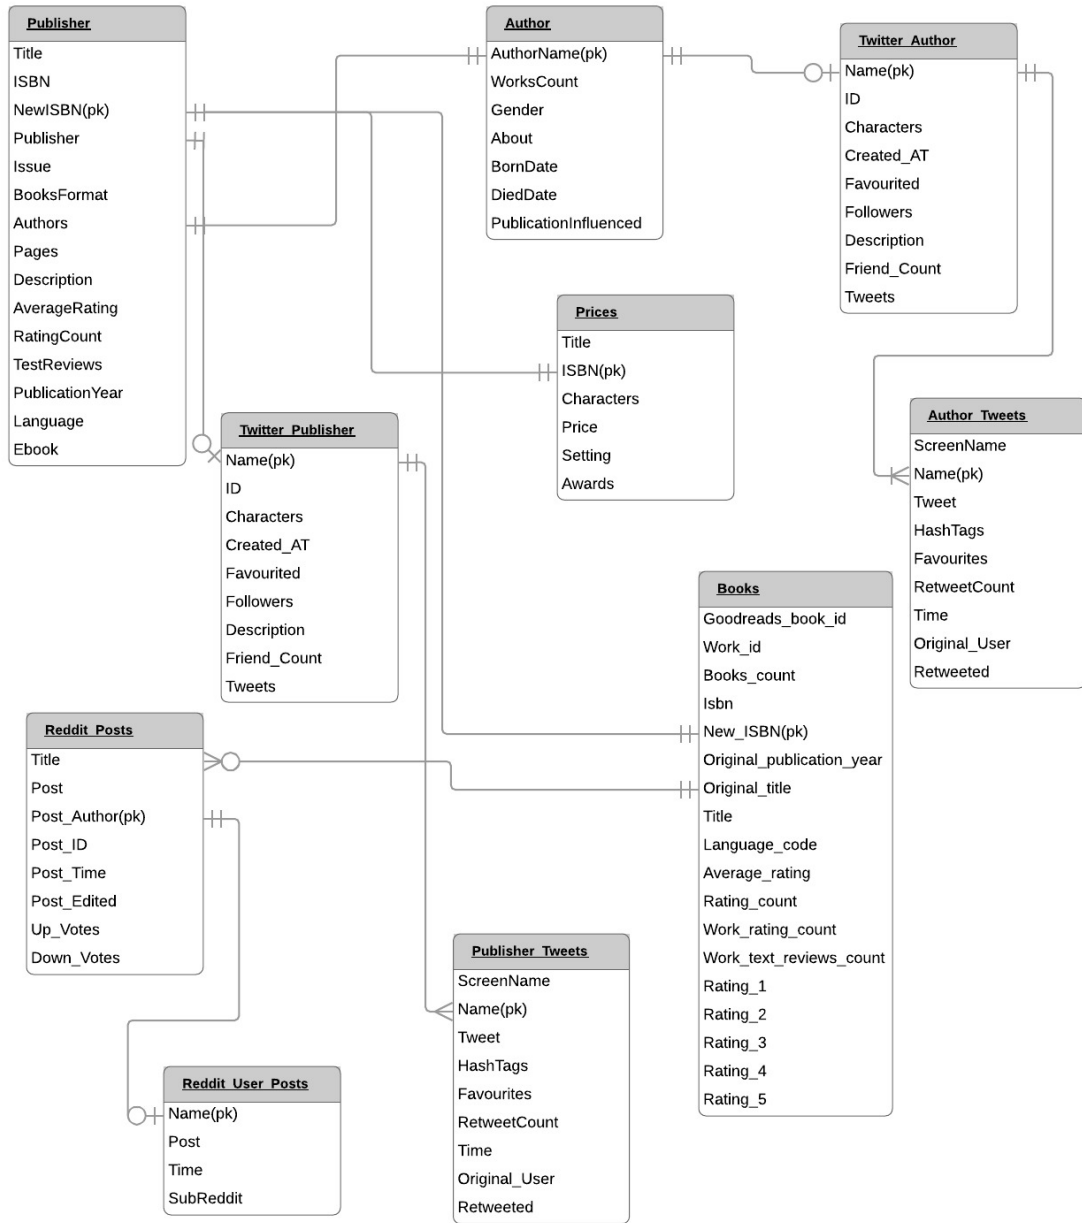 Publisher
Title
ISBN
NewISBN(pk)
Publisher
Issue
BooksFormat
Authors
Pages
Description
AverageRating
RatingCount
TestReviews
PublicationYear
Language
Ebook
Author
AuthorName(pk)
WorksCount
Gender
About
BornDate
DiedDate
PublicationInfluenced
Twitter_Author
Name(pk)
ID
Characters
Created_AT
Favourited
Followers
Description
Friend_Count
Tweets
Prices
Title
ISBN(pk)
Characters
Price
Setting
Awards
Twitter_Publisher
Name(pk)
ID
Characters
Created_AT
Favourited
Followers
Description
Friend_Count
Tweets
Author_Tweets
ScreenName
Name(pk)
Tweet
HashTags
Favourites
RetweetCount
Time
Original_User
Retweeted
Books
Goodreads_book_id
Work_id
Books_count
Isbn
New_ISBN(pk)
Original_publication_year
Original_title
Title
Language_code
Average_rating
Rating_count
Work_rating_count
Work_text_reviews_count
Rating_1
Rating_2
Rating_3
Rating_4
Rating_5
Reddit_Posts
Title
Post
Post_Author(pk)
Post_ID
Post_Time
Post_Edited
Up_Votes
Down_Votes
Publisher_Tweets
ScreenName
Name(pk)
Tweet
HashTags
Favourites
RetweetCount
Time
Original_User
Retweeted
Reddit_User_Posts
Name(pk)
Post
Time
SubReddit